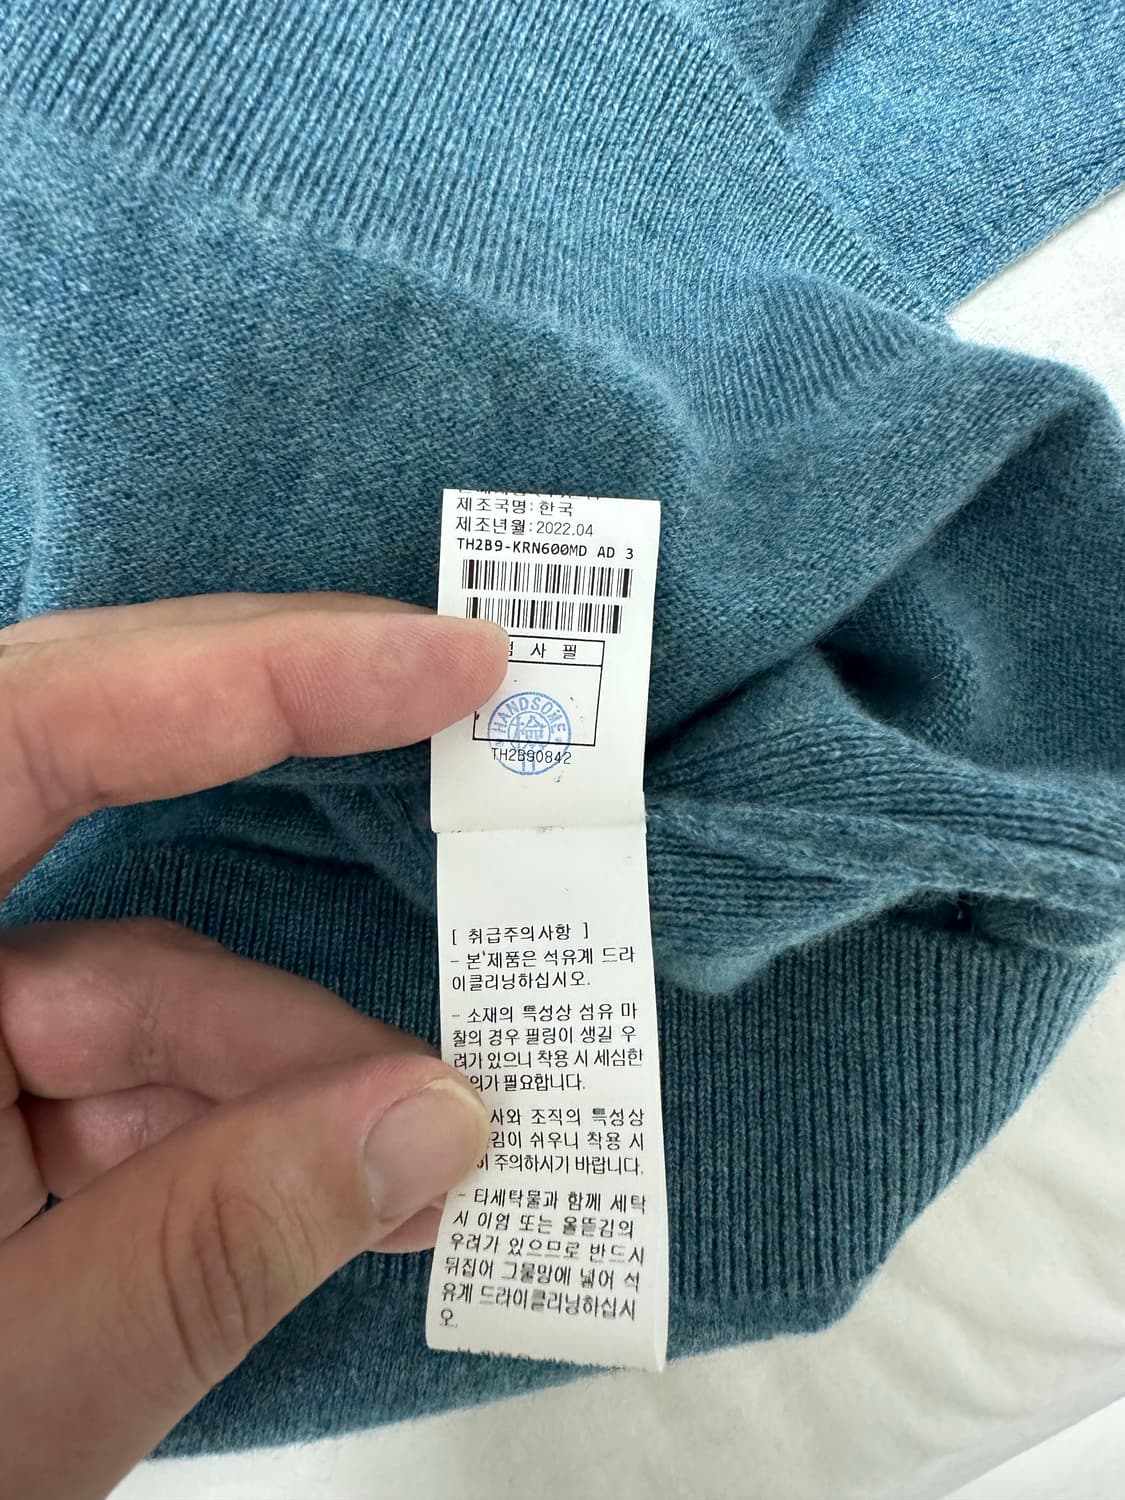 제조국명:한국
제조년월:2022.04
TH2B9-KRN600MD AD 3
사 필
HANDSOME
檢
TH2B90842
[ 취급주의사항 ]
- 본 제품은 석유계 드라
이클리닝하십시오.
- 소재의 특성상 섬유 마
찰의 경우 필링이 생길 우
려가 있으니 착용 시 세심한
필요합니다.
조직의 특성상
쉬우니 착용 시
주의하시기 바랍니다.
- 타세탁물과 함께 세탁
시 이염 또는 올뜯김의
우려가 있으므로 반드시
뒤집어 그물망에 넣어 석
유계 드라이클리닝하십시
오.